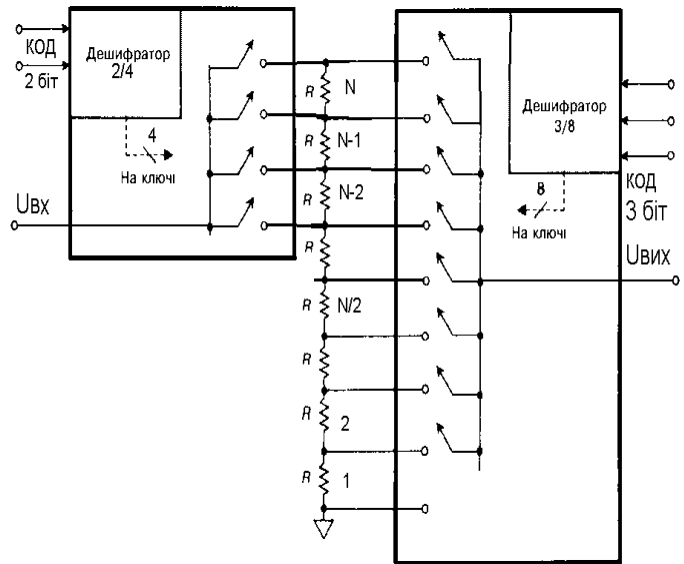 КОД
2 біт
Дешифратор
2/4
4
На ключі
Uвх
R N
R N-1
R N-2
R
R N/2
R
R 2
R 1
Дешифратор
3/8
8
На ключі
КОД
3 біт
Uвих